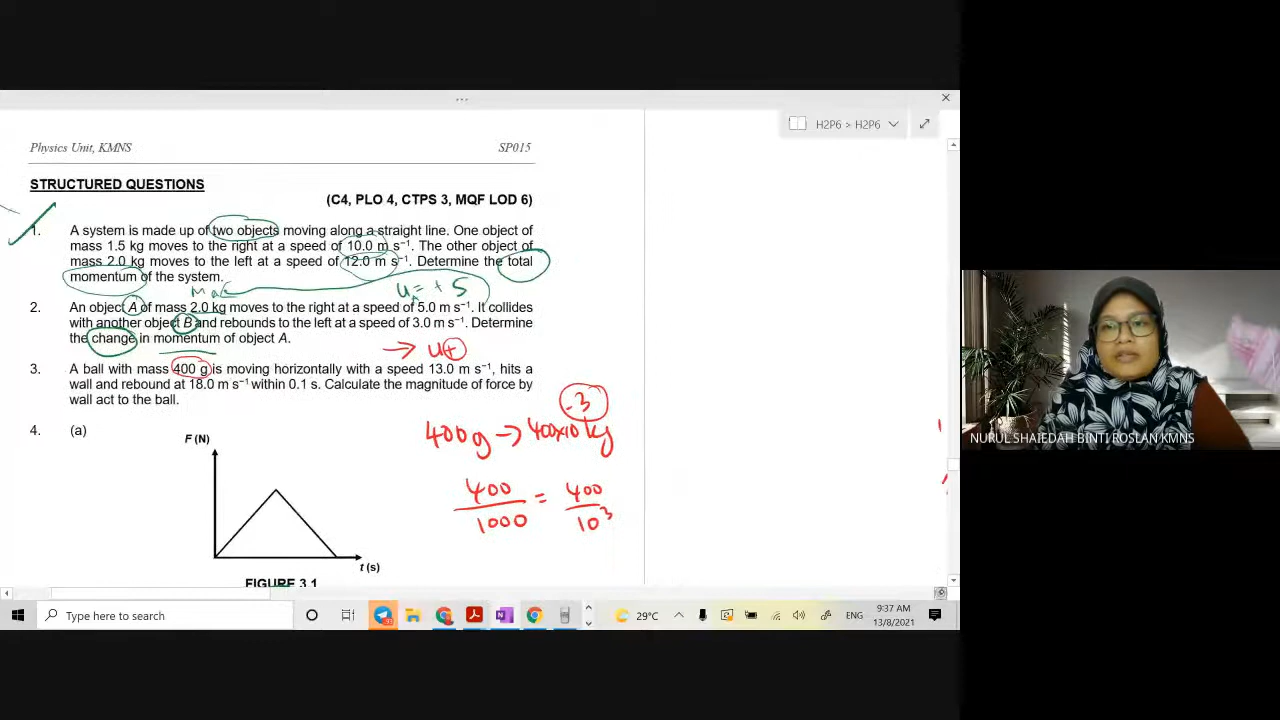 H2P6 > H2P6
Physics Unit, KMNS
SP015
STRUCTURED QUESTIONS
(C4, PLO 4, CTPS 3, MQF LOD 6)
1. A system is made up of two objects moving along a straight line. One object of
mass 1.5 kg moves to the right at a speed of 10.0 m s⁻¹. The other object of
mass 2.0 kg moves to the left at a speed of 12.0 m s⁻¹. Determine the total
momentum of the system.
u = + 5
2. An object A of mass 2.0 kg moves to the right at a speed of 5.0 m s⁻¹. It collides
with another object B and rebounds to the left at a speed of 3.0 m s⁻¹. Determine
the change in momentum of object A.
→ u+
3. A ball with mass 400 g is moving horizontally with a speed 13.0 m s⁻¹, hits a
wall and rebound at 18.0 m s⁻¹ within 0.1 s. Calculate the magnitude of force by
wall act to the ball.
400g → 400x10⁻³ kg
4. (a)
F (N)
400/1000 = 400/10³
t (s)
FIGURE 3.1
NURUL SHAIEDAH BINTI ROSLAN KMNS
Type here to search
29°C
ENG
9:37 AM
13/8/2021